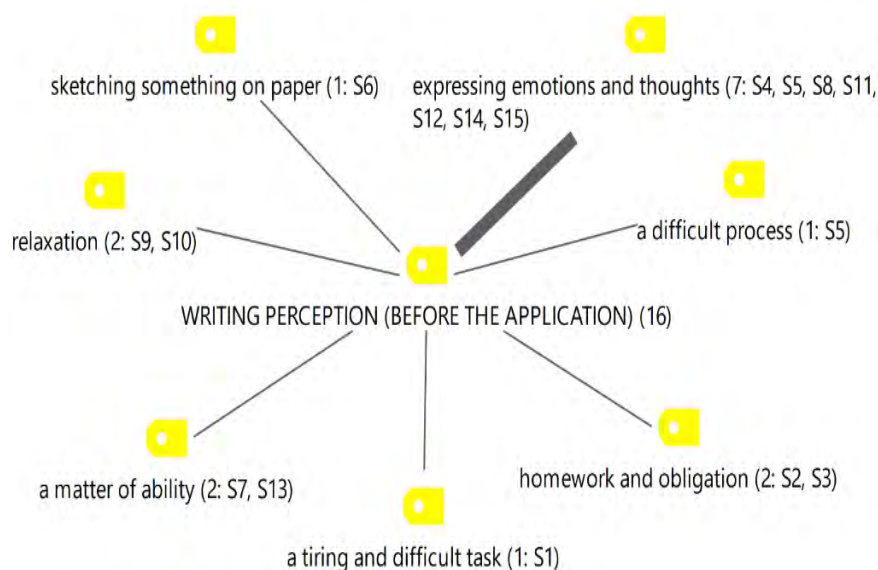 sketching something on paper (1: S6)
expressing emotions and thoughts (7: S4, S5, S8, S11,
S12, S14, S15)
relaxation (2: S9, S10)
a difficult process (1: S5)
WRITING PERCEPTION (BEFORE THE APPLICATION) (16)
a matter of ability (2: S7, S13)
homework and obligation (2: S2, S3)
a tiring and difficult task (1: S1)